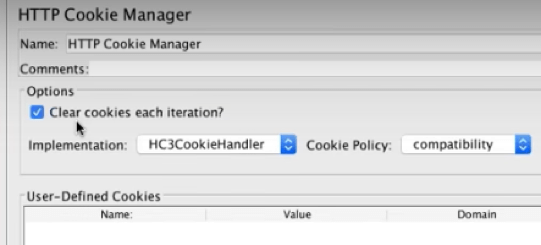 HTTP Cookie Manager
Name: HTTP Cookie Manager
Comments:
Options
Clear cookies each iteration?
Implementation: HC3CookieHandler Cookie Policy: compatibility
User-Defined Cookies
Name: Value Domain